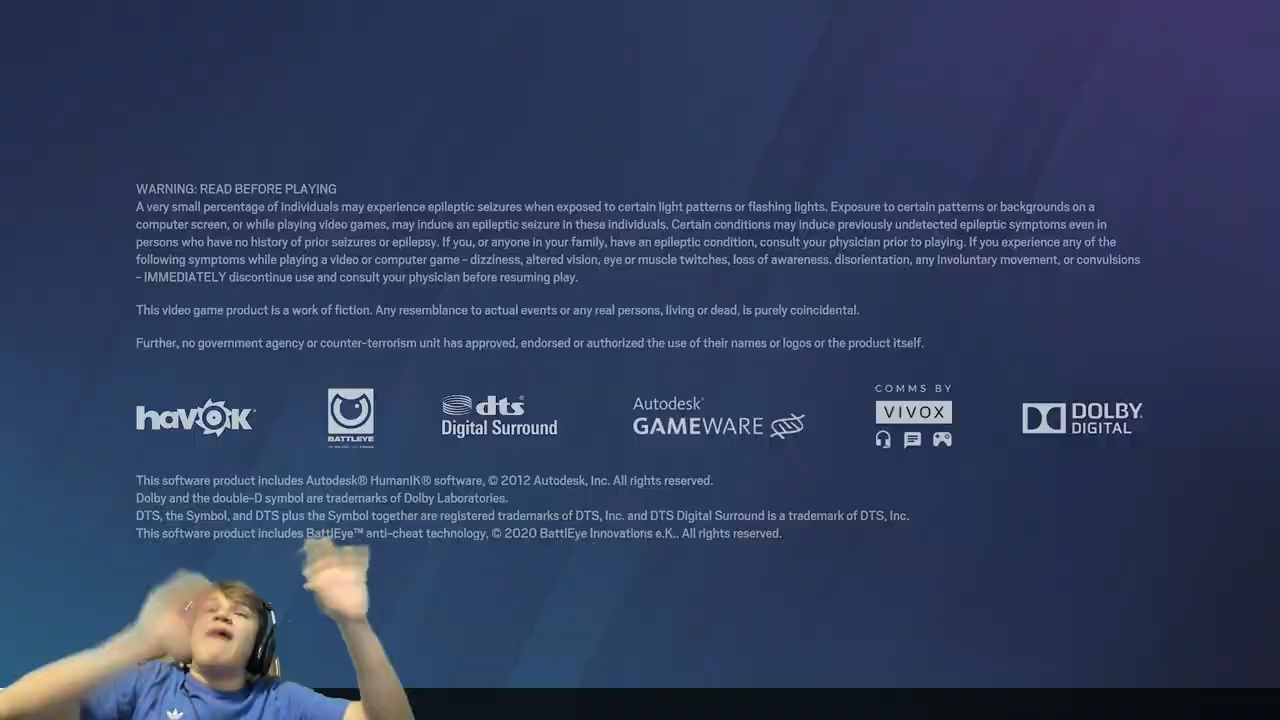 WARNING: READ BEFORE PLAYING
A very small percentage of individuals may experience epileptic seizures when exposed to certain light patterns or flashing lights. Exposure to certain patterns or backgrounds on a
computer screen, or while playing video games, may induce an epileptic seizure in these individuals. Certain conditions may induce previously undetected epileptic symptoms even in
persons who have no history of prior seizures or epilepsy. If you, or anyone in your family, have an epileptic condition, consult your physician prior to playing. If you experience any of the
following symptoms while playing a video or computer game - dizziness, altered vision, eye or muscle twitches, loss of awareness. disorientation, any Involuntary movement, or convulsions
- IMMEDIATELY discontinue use and consult your physician before resuming play.
This video game product is a work of fiction. Any resemblance to actual events or any real persons, living or dead, is purely coincidental.
Further, no government agency or counter-terrorism unit has approved, endorsed or authorized the use of their names or logos or the product itself.
havok
BATTLEYE
dts
Digital Surround
Autodesk®
GAMEWARE
COMMS BY
VIVOX
DOLBY
DIGITAL
This software product includes Autodesk® HumanIK® software, © 2012 Autodesk, Inc. All rights reserved.
Dolby and the double-D symbol are trademarks of Dolby Laboratories.
DTS, the Symbol, and DTS plus the Symbol together are registered trademarks of DTS, Inc. and DTS Digital Surround is a trademark of DTS, Inc.
This software product includes BattlEye™ anti-cheat technology, © 2020 BattlEye Innovations e.K.. All rights reserved.